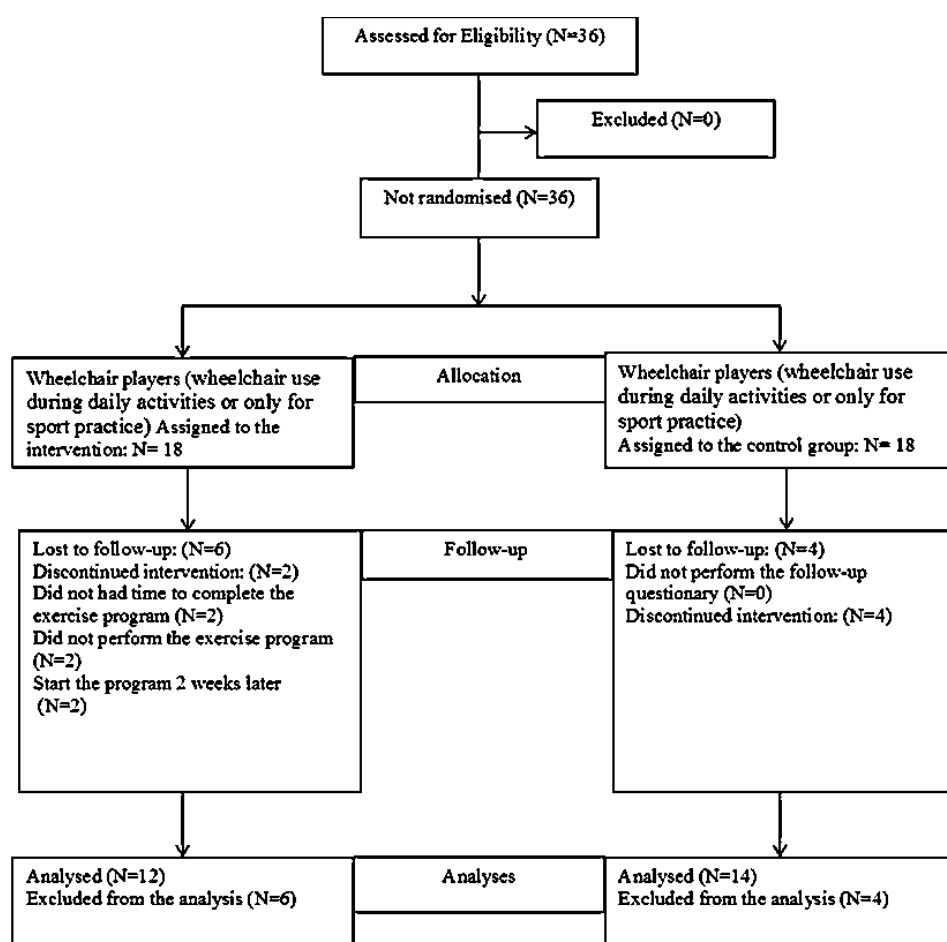 Assessed for Eligibility (N=36)
Excluded (N=0)
Not randomised (N=36)
Wheelchair players (wheelchair use
during daily activities or only for
sport practice) Assigned to the
intervention: N= 18
Allocation
Wheelchair players (wheelchair use
during daily activities or only for
sport practice)
Assigned to the control group: N= 18
Lost to follow-up: (N=6)
Discontinued intervention: (N=2)
Did not had time to complete the
exercise program (N=2)
Did not perform the exercise program
(N=2)
Start the program 2 weeks later
(N=2)
Follow-up
Lost to follow-up: (N=4)
Did not perform the follow-up
questionary (N=0)
Discontinued intervention: (N=4)
Analysed (N=12)
Excluded from the analysis (N=6)
Analyses
Analysed (N=14)
Excluded from the analysis (N=4)